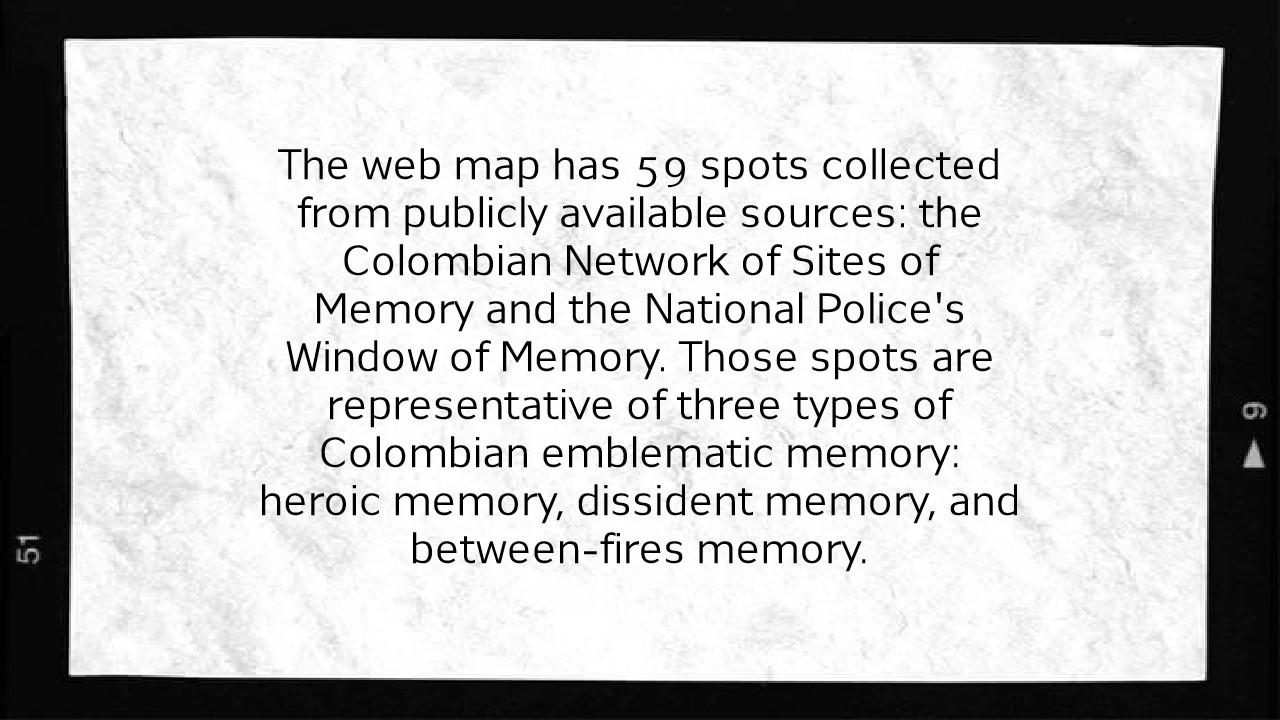 The web map has 59 spots collected
from publicly available sources: the
Colombian Network of Sites of
Memory and the National Police's
Window of Memory. Those spots are
representative of three types of
Colombian emblematic memory:
heroic memory, dissident memory, and
between-fires memory.
51
9